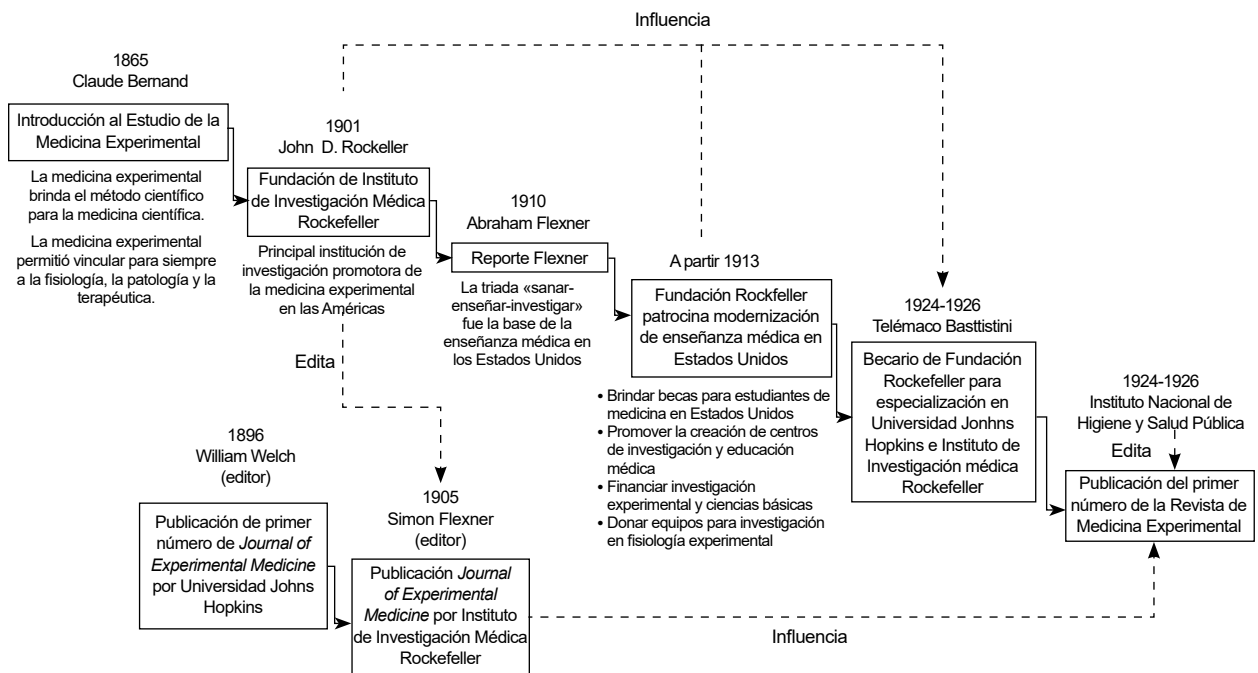 Influencia
1865
Claude Bernand
Introducción al Estudio de la
Medicina Experimental
La medicina experimental
brinda el método científico
para la medicina científica.
La medicina experimental
permitió vincular para siempre
a la fisiología, la patología y la
terapéutica.
1901
John D. Rockeller
Fundación de Instituto
de Investigación Médica
Rockefeller
Principal institución de
investigación promotora de
la medicina experimental
en las Américas
Edita
1910
Abraham Flexner
Reporte Flexner
La triada «sanar-
enseñar-investigar»
fue la base de la
enseñanza médica en
los Estados Unidos
A partir 1913
Fundación Rockfeller
patrocina modernización
de enseñanza médica en
Estados Unidos
• Brindar becas para estudiantes de
medicina en Estados Unidos
• Promover la creación de centros
de investigación y educación
médica
• Financiar investigación
experimental y ciencias básicas
• Donar equipos para investigación
en fisiología experimental
1924-1926
Telémaco Basttistini
Becario de Fundación
Rockefeller para
especialización en
Universidad Jonhns
Hopkins e Instituto de
Investigación médica
Rockefeller
1924-1926
Instituto Nacional de
Higiene y Salud Pública
Edita
Publicación del primer
número de la Revista de
Medicina Experimental
1896
William Welch
(editor)
Publicación de primer
número de Journal of
Experimental Medicine
por Universidad Johns
Hopkins
1905
Simon Flexner
(editor)
Publicación Journal
of Experimental
Medicine por Instituto
de Investigación Médica
Rockefeller
Influencia